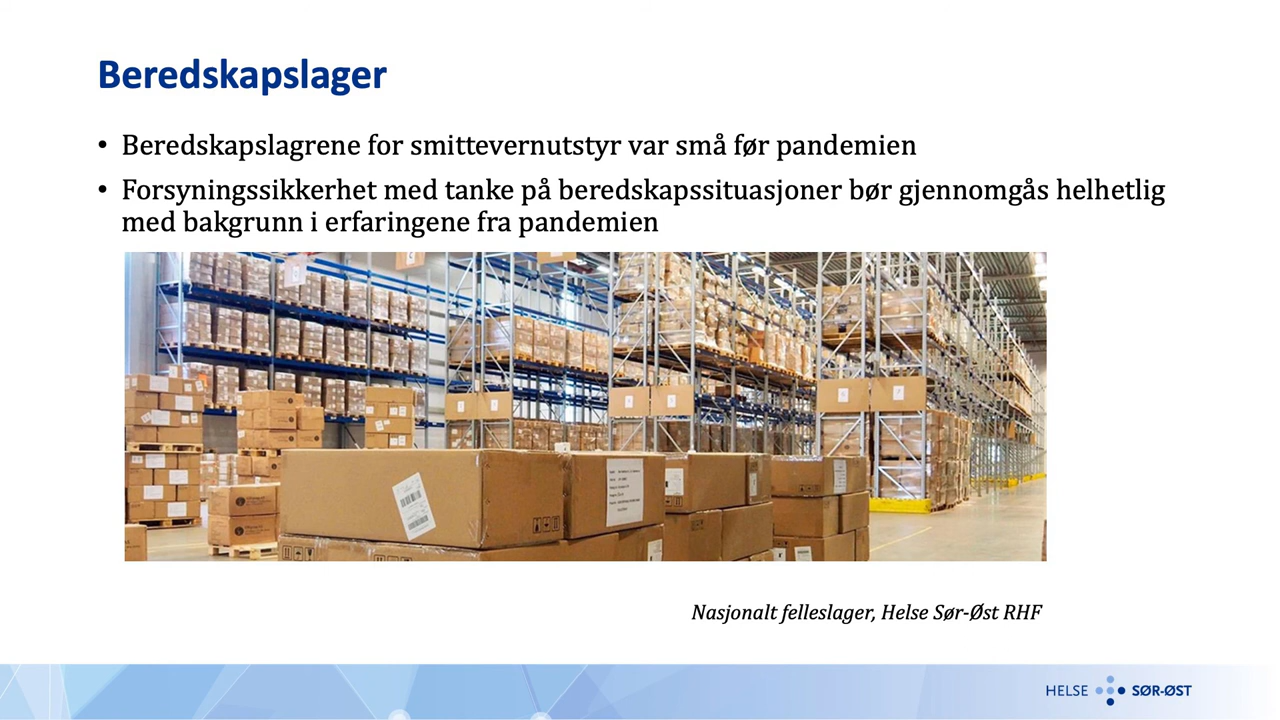 Beredskapslager
• Beredskapslagrene for smittevernutstyr var små før pandemien
• Forsyningssikkerhet med tanke på beredskapssituasjoner bør gjennomgås helhetlig
med bakgrunn i erfaringene fra pandemien
Nasjonalt felleslager, Helse Sør-Øst RHF
HELSE SØR-ØST